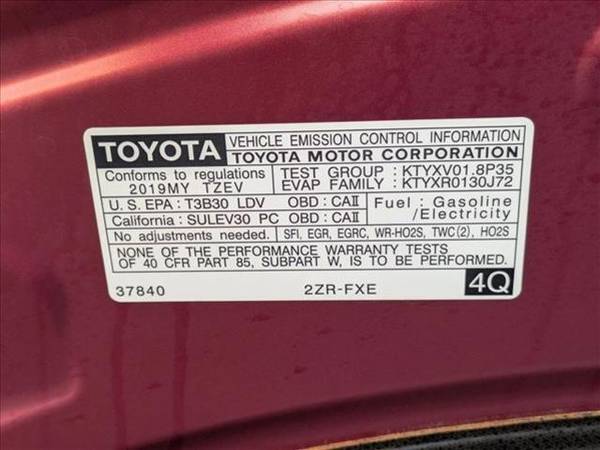 TOYOTA VEHICLE EMISSION CONTROL INFORMATION
TOYOTA MOTOR CORPORATION
Conforms to regulations
2019MY TZEV
TEST GROUP : KTYXV01.8P35
EVAP FAMILY : KTYXR0130J72
U.S. EPA : T3B30 LDV OBD : CAII
California : SULEV30 PC OBD : CAII
Fuel : Gasoline
/Electricity
No adjustments needed. SFI, EGR, EGRC, WR-HO2S, TWC(2), HO2S
NONE OF THE PERFORMANCE WARRANTY TESTS
OF 40 CFR PART 85, SUBPART W, IS TO BE PERFORMED.
37840 2ZR-FXE 4Q